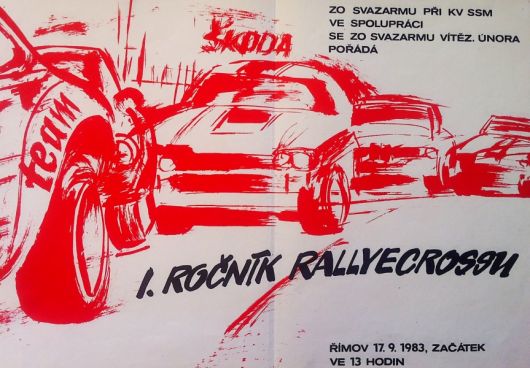 ZO SVAZARMU PŘI KV SSM
VE SPOLUPRÁCI
SE ZO SVAZARMU VÍTĚZ. ÚNORA
POŘÁDÁ
ŠKODA
team
I. ROČNÍK RALLYECROSSU
ŘÍMOV 17. 9. 1983, ZAČÁTEK
VE 13 HODIN